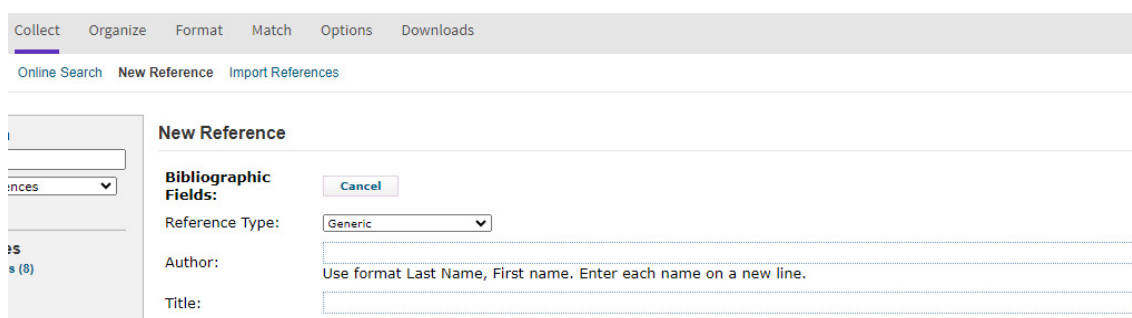 Collect Organize Format Match Options Downloads
Online Search New Reference Import References
New Reference
Bibliographic Fields:
Cancel
Reference Type: Generic
Author:
Use format Last Name, First name. Enter each name on a new line.
Title:
(8)